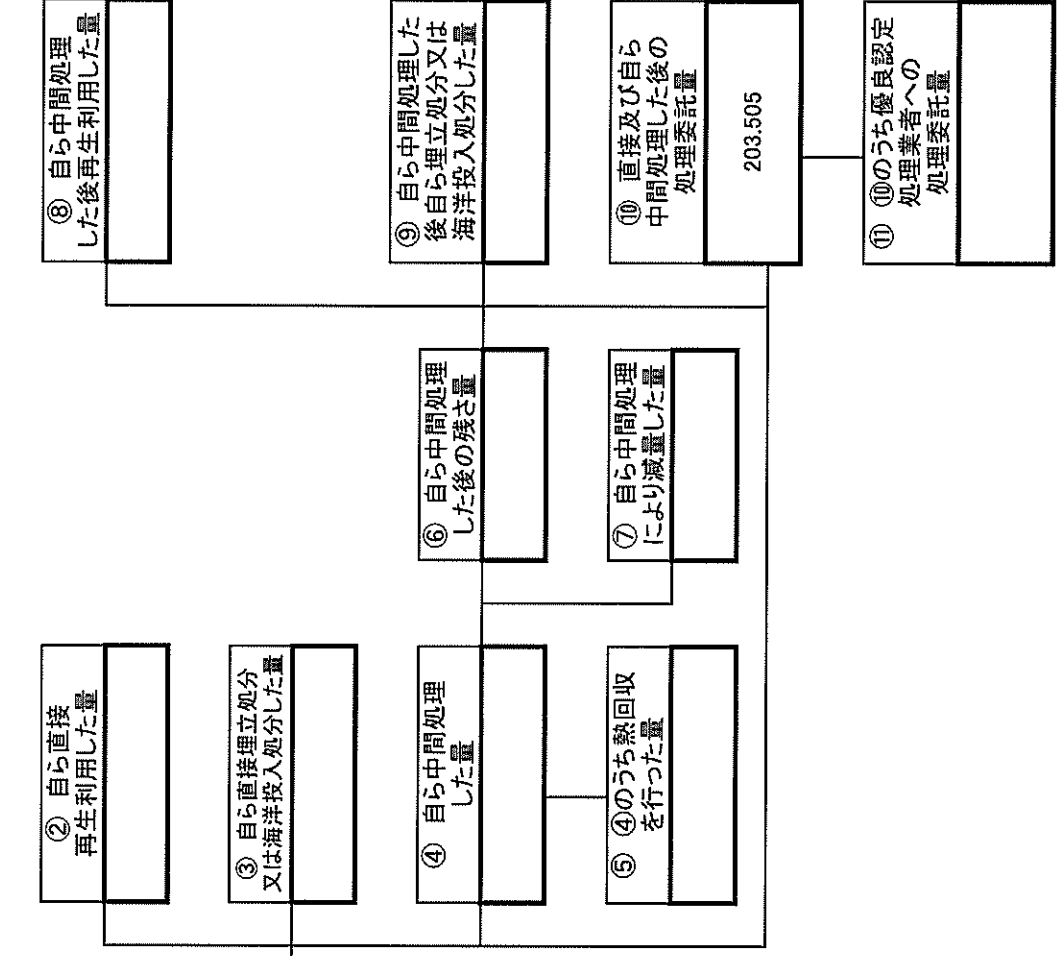 ② 自ら直接
再生利用した量
③ 自ら直接埋立処分
又は海洋投入処分した量
④ 自ら中間処理
した量
⑤ ④のうち熱回収
を行った量
⑥ 自ら中間処理
した後の残さ量
⑦ 自ら中間処理
により減量した量
⑧ 自ら中間処理
した後再生利用した量
⑨ 自ら中間処理した
後自ら埋立処分又は
海洋投入処分した量
⑩ 直接及び自ら
中間処理した後の
処理委託量
203.505
⑪ ⑩のうち優良認定
処理業者への
処理委託量